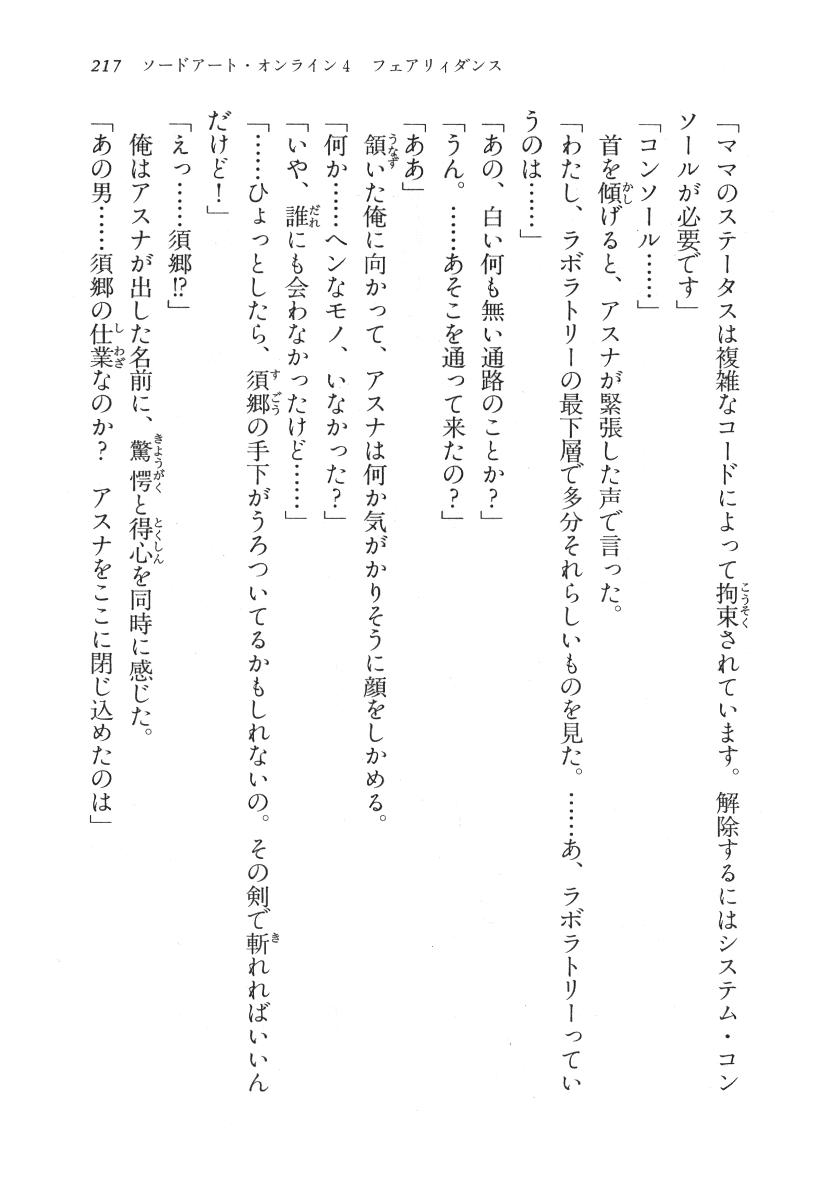 217 ソードアート・オンライン4 フェアリィダンス
「ママのステータスは複雑なコードによって拘束されています。解除するにはシステム・コン
ソールが必要です」
「コンソール……」
首を傾げると、アスナが緊張した声で言った。
「わたし、ラボラトリーの最下層で多分それらしいものを見た。……あ、ラボラトリーってい
うのは……」
「あの、白い何も無い通路のことか?」
「うん。……あそこを通って来たの?」
「ああ」
頷いた俺に向かって、アスナは何か気がかりそうに顔をしかめる。
「何か……ヘンなモノ、いなかった?」
「いや、誰にも会わなかったけど……」
「……ひょっとしたら、須郷の手下がうろついてるかもしれないの。その剣で斬れればいいん
だけど!」
「えっ……須郷!?」
俺はアスナが出した名前に、驚愕と得心を同時に感じた。
「あの男……須郷の仕業なのか? アスナをここに閉じ込めたのは」